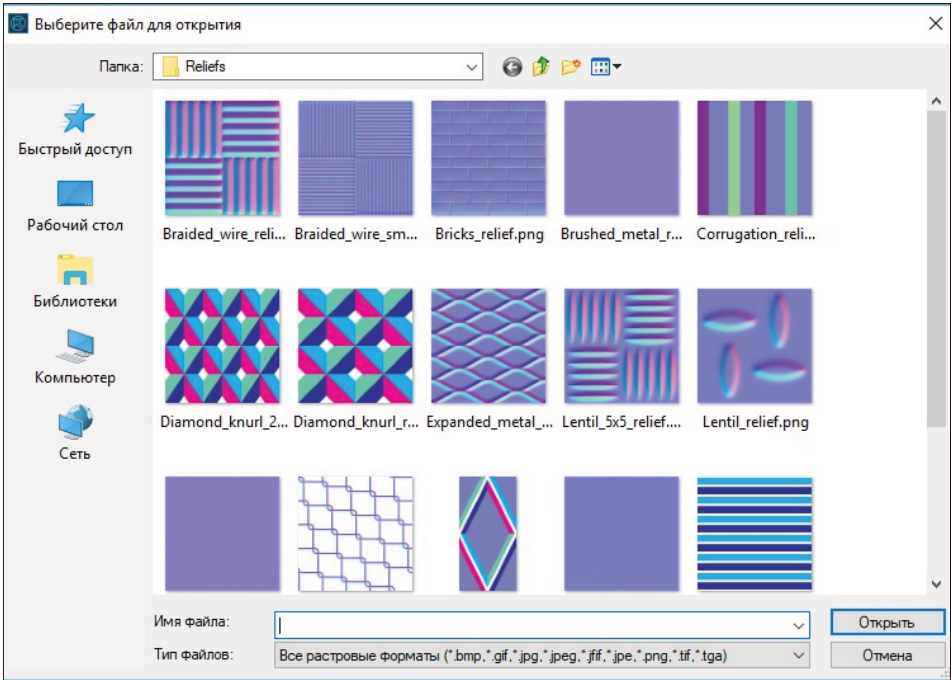 Выберите файл для открытия
Папка:
Reliefs
Быстрый доступ
Рабочий стол
Библиотеки
Компьютер
Сеть
Braided_wire_reli...
Braided_wire_sm...
Bricks_relief.png
Brushed_metal_r...
Corrugation_reli...
Diamond_knurl_2...
Diamond_knurl_r...
Expanded_metal_...
Lentil_5x5_relief....
Lentil_relief.png
Имя файла:
Открыть
Тип файлов:
Все растровые форматы (*.bmp,*.gif,*.jpg,*.jpeg,*.jfif,*.jpe,*.png,*.tif,*.tga)
Отмена